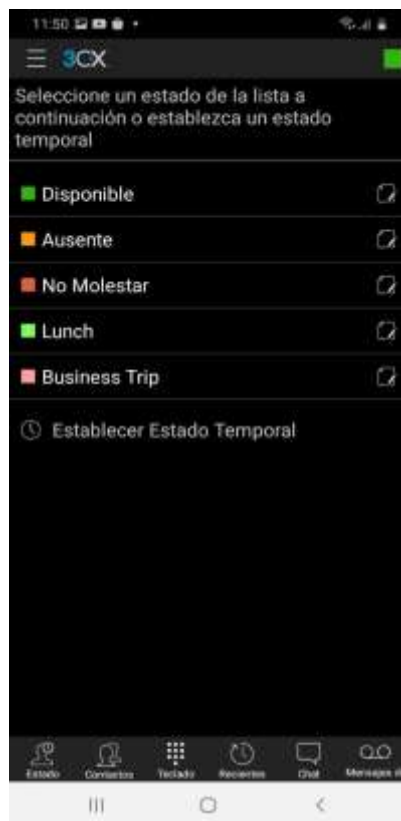 11:50
3CX
Seleccione un estado de la lista a
continuación o establezca un estado
temporal
Disponible
Ausente
No Molestar
Lunch
Business Trip
Establecer Estado Temporal
Estado Contactos Teclado Recientes Chat Mensajes d